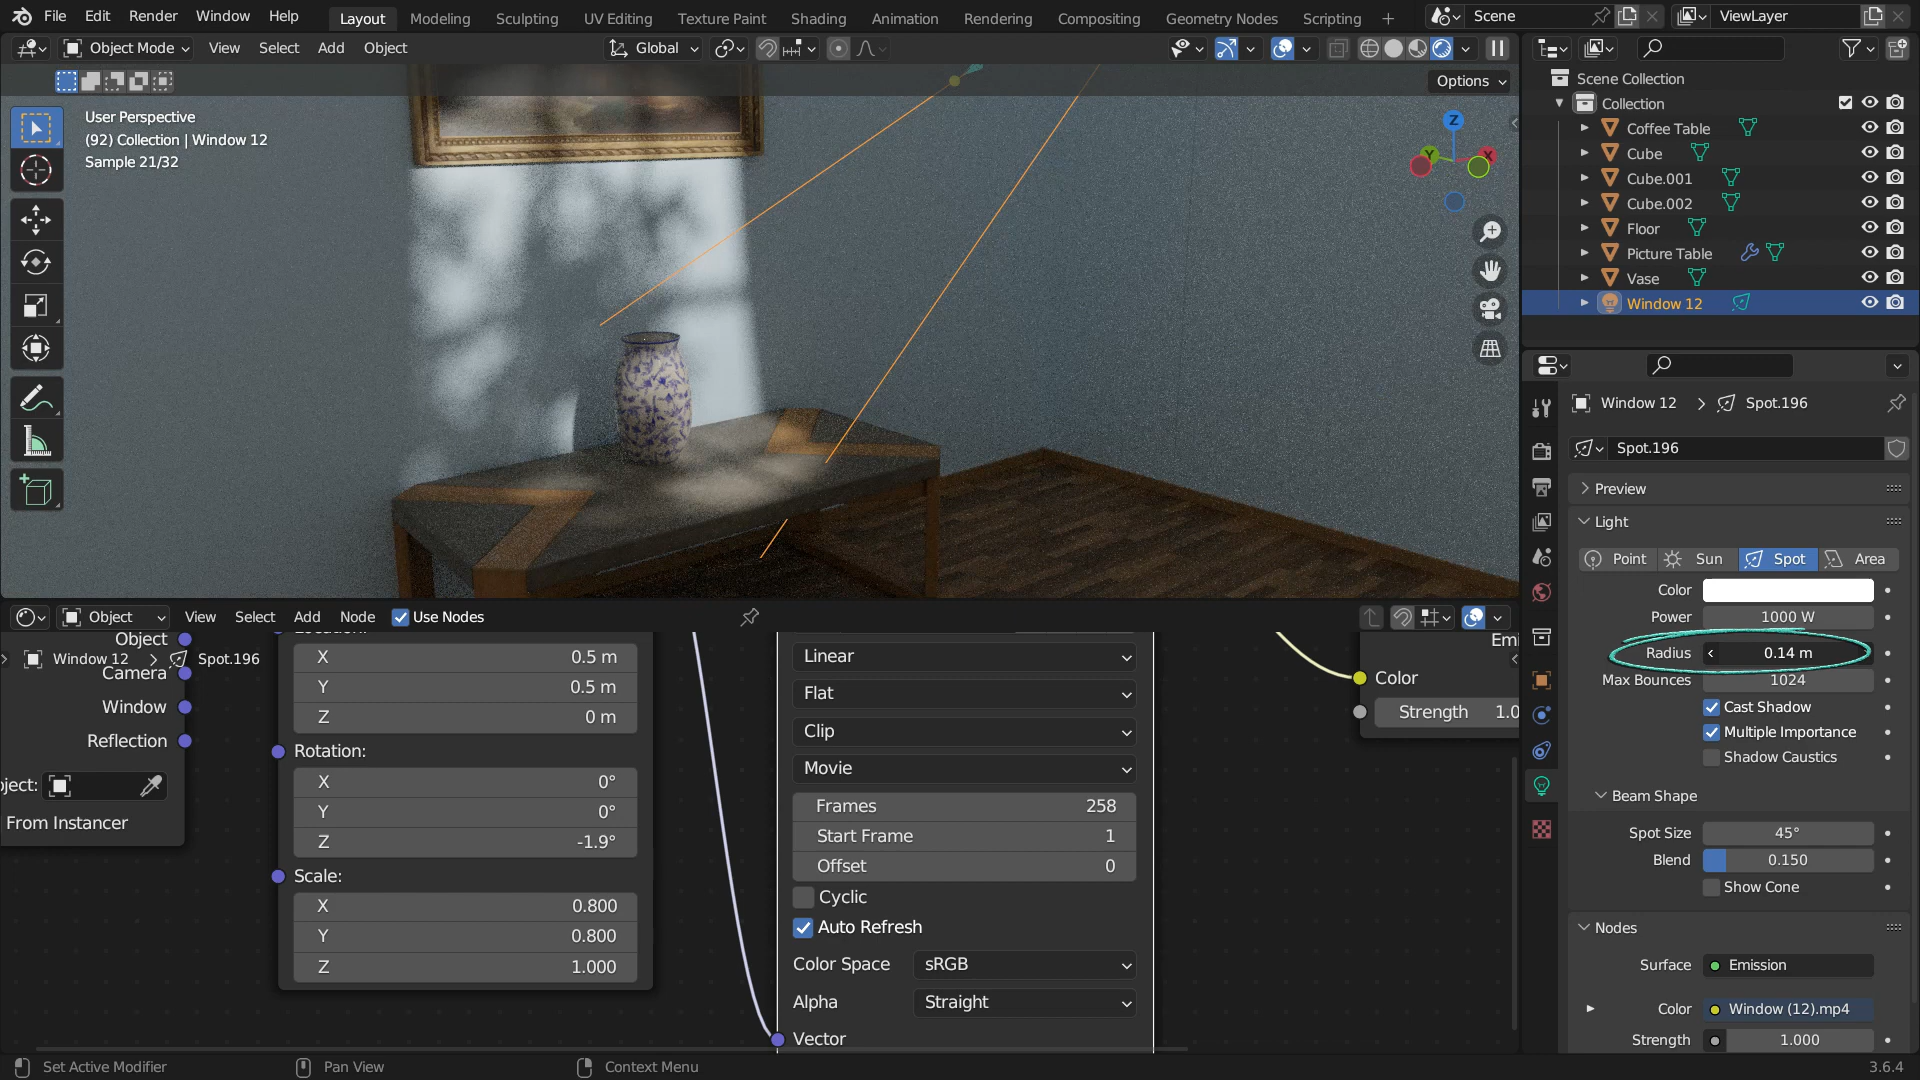 File Edit Render Window Help Layout Modeling Sculpting UV Editing Texture Paint Shading Animation Rendering Compositing Geometry Nodes Scripting + Scene ViewLayer
Object Mode View Select Add Object Global
Options
User Perspective
(92) Collection | Window 12
Sample 21/32
Z
Y
X
Scene Collection
Collection
Coffee Table
Cube
Cube.001
Cube.002
Floor
Picture Table
Vase
Window 12
Window 12 > Spot.196
Spot.196
Preview
Light
Point Sun Spot Area
Color
Power 1000 W
Radius 0.14 m
Max Bounces 1024
Cast Shadow
Multiple Importance
Shadow Caustics
Beam Shape
Spot Size 45°
Blend 0.150
Show Cone
Nodes
Surface Emission
Color Window (12).mp4
Strength 1.000
Object View Select Add Node Use Nodes
Window 12 > Spot.196
Object
Camera
Window
Reflection
ject:
From Instancer
Location:
X 0.5 m
Y 0.5 m
Z 0 m
Rotation:
X 0°
Y 0°
Z -1.9°
Scale:
X 0.800
Y 0.800
Z 1.000
Linear
Flat
Clip
Movie
Frames 258
Start Frame 1
Offset 0
Cyclic
Auto Refresh
Color Space sRGB
Alpha Straight
Vector
Emi
Color
Strength 1.0
Set Active Modifier Pan View Context Menu 3.6.4